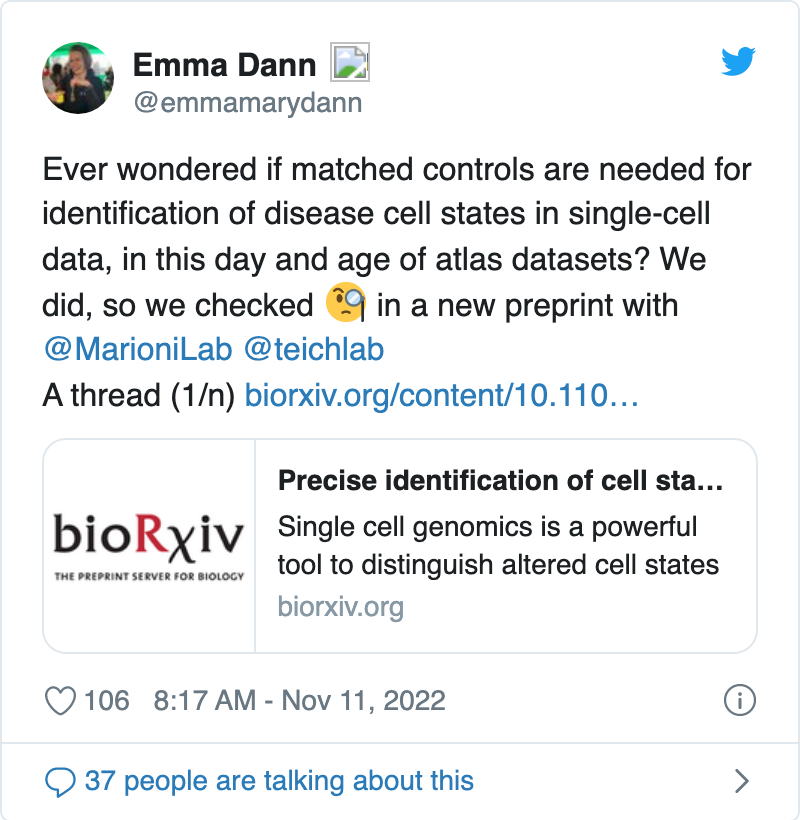 Emma Dann
@emmamarydann
Ever wondered if matched controls are needed for
identification of disease cell states in single-cell
data, in this day and age of atlas datasets? We
did, so we checked 🧐 in a new preprint with
@MarioniLab @teichlab
A thread (1/n) biorxiv.org/content/10.110…
bioRxiv
THE PREPRINT SERVER FOR BIOLOGY
Precise identification of cell sta…
Single cell genomics is a powerful
tool to distinguish altered cell states
biorxiv.org
106 8:17 AM - Nov 11, 2022
37 people are talking about this